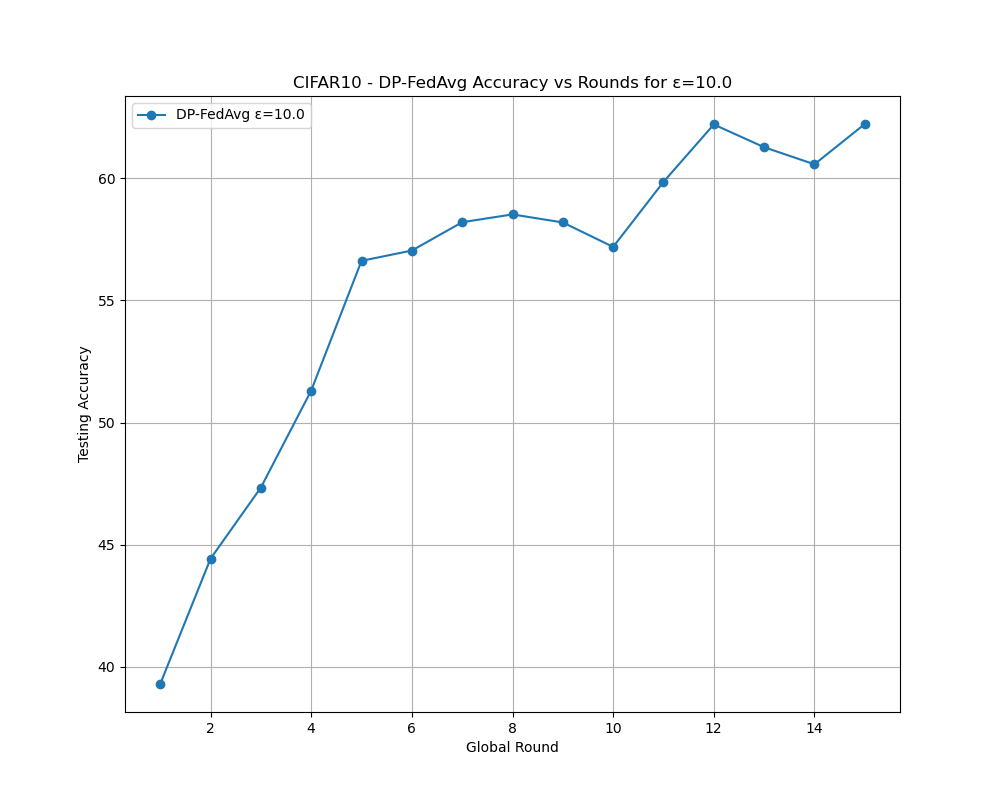 CIFAR10 - DP-FedAvg Accuracy vs Rounds for ε=10.0
DP-FedAvg ε=10.0
Testing Accuracy
60
55
50
45
40
2 4 6 8 10 12 14
Global Round